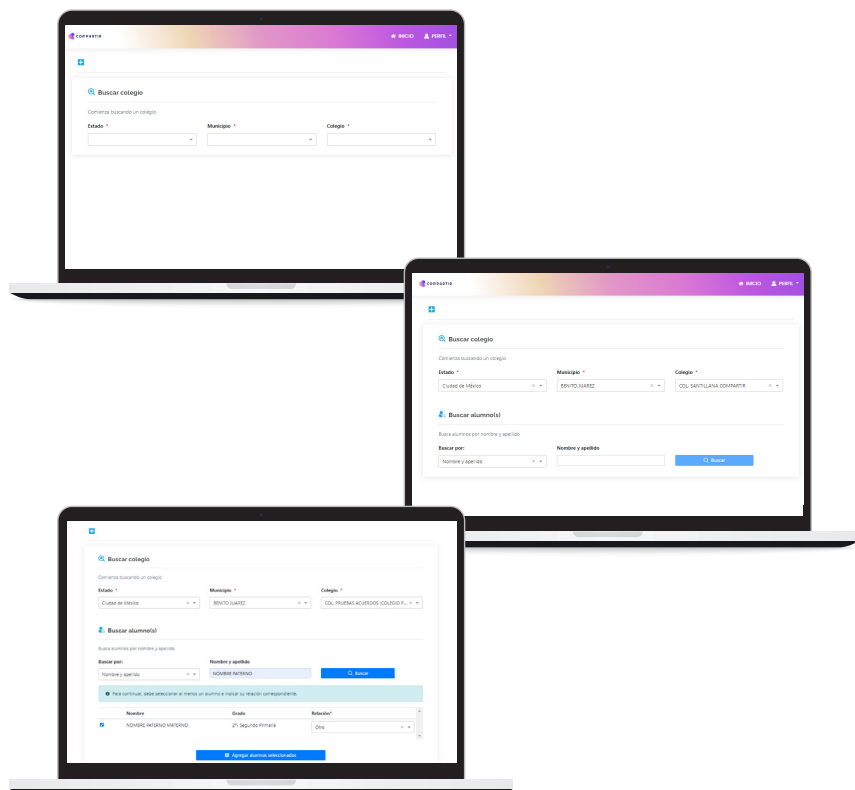 COMPARTIR
INICIO PERFIL
Buscar colegio
Comienza buscando un colegio
Estado * Municipio * Colegio *
COMPARTIR
INICIO PERFIL
Buscar colegio
Comienza buscando un colegio
Estado * Municipio * Colegio *
Ciudad de México × BENITO JUAREZ × COL. SANTILLANA COMPARTIR ×
Buscar alumno(s)
Busca alumnos por nombre y apellido
Buscar por: Nombre y apellido
Nombre y apellido × Buscar
Buscar colegio
Comienza buscando un colegio
Estado * Municipio * Colegio *
Ciudad de México × BENITO JUAREZ × COL. PRUEBAS ACUERDOS (COLEGIO P... ×
Buscar alumno(s)
Busca alumnos por nombre y apellido
Buscar por: Nombre y apellido
Nombre y apellido × NOMBRE PATERNO Buscar
Para continuar, debe seleccionar al menos un alumno e indicar su relación correspondiente.
Nombre Grado Relación*
NOMBRE PATERNO MATERNO 2°- Segundo Primaria Otro ×
Agregar alumnos seleccionados